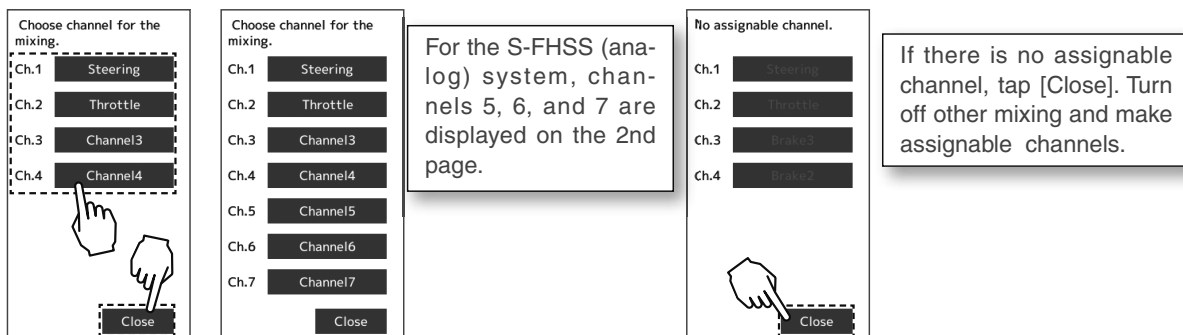 Choose channel for the
mixing.
Ch.1 Steering
Ch.2 Throttle
Ch.3 Channel3
Ch.4 Channel4
Close
Choose channel for the
mixing.
Ch.1 Steering
Ch.2 Throttle
Ch.3 Channel3
Ch.4 Channel4
Ch.5 Channel5
Ch.6 Channel6
Ch.7 Channel7
Close
For the S-FHSS (ana-
log) system, chan-
nels 5, 6, and 7 are
displayed on the 2nd
page.
No assignable channel.
Ch.1 Steering
Ch.2 Throttle
Ch.3 Brake3
Ch.4 Brake2
Close
If there is no assignable
channel, tap [Close]. Turn
off other mixing and make
assignable channels.